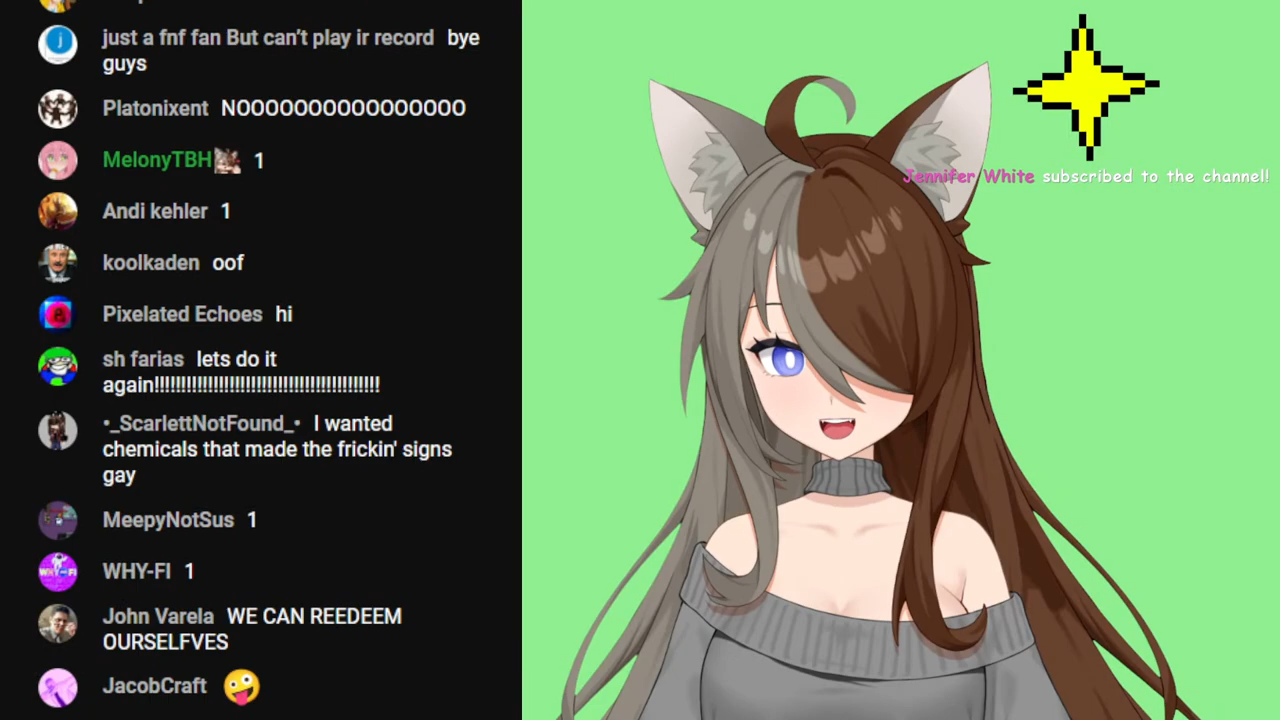 just a fnf fan But can’t play ir record bye
guys
Platonixent NOOOOOOOOOOOOOOO
MelonyTBH 1
Andi kehler 1
koolkaden oof
Pixelated Echoes hi
sh farias lets do it
again!!!!!!!!!!!!!!!!!!!!!!!!!!!!!!!!!!!!!!!!!!
•_ScarlettNotFound_• I wanted
chemicals that made the frickin' signs
gay
MeepyNotSus 1
WHY-FI 1
John Varela WE CAN REEDEEM
OURSELFVES
JacobCraft 🤪
Jennifer White subscribed to the channel!